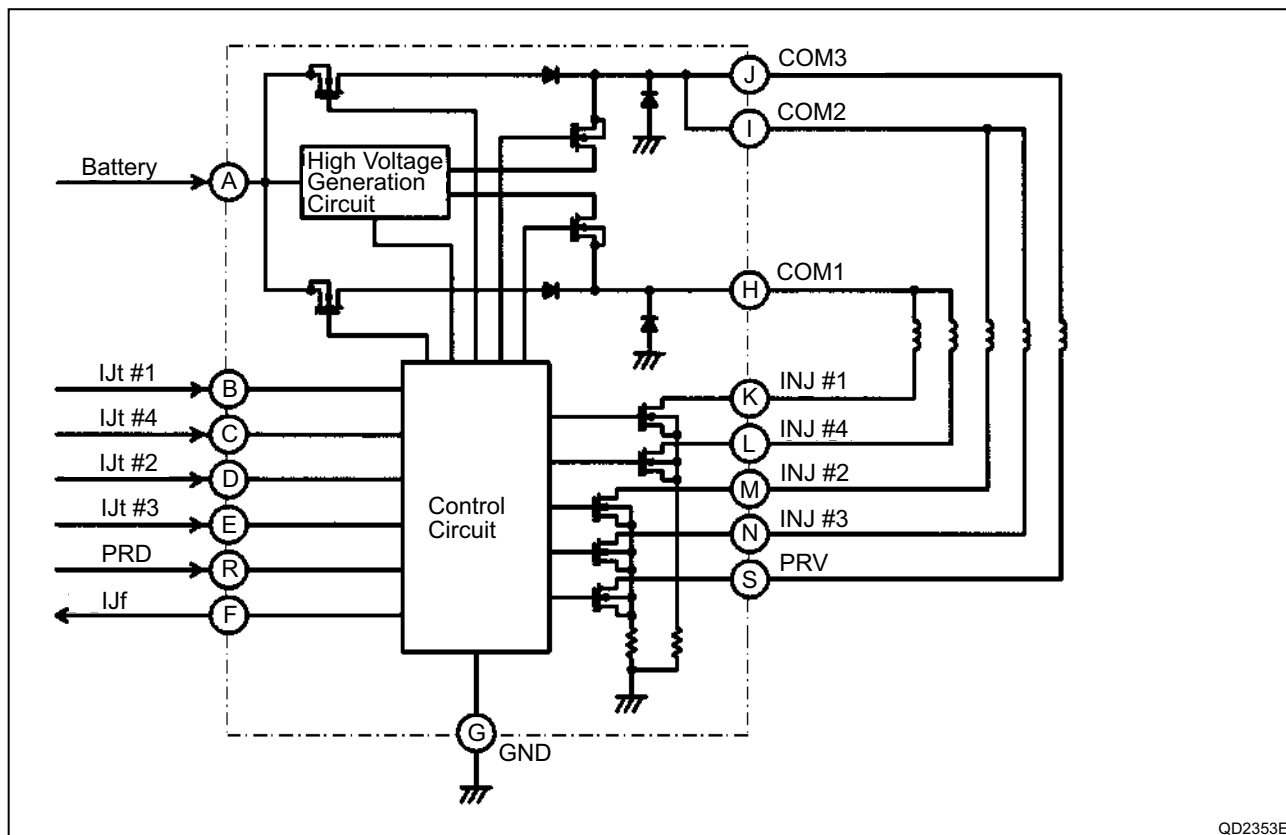 COM3
J
COM2
I
Battery
A
High Voltage
Generation
Circuit
COM1
H
IJt #1
B
INJ #1
K
IJt #4
C
INJ #4
L
IJt #2
D
INJ #2
M
Control
Circuit
IJt #3
E
INJ #3
N
PRD
R
PRV
S
IJf
F
G
GND
QD2353E